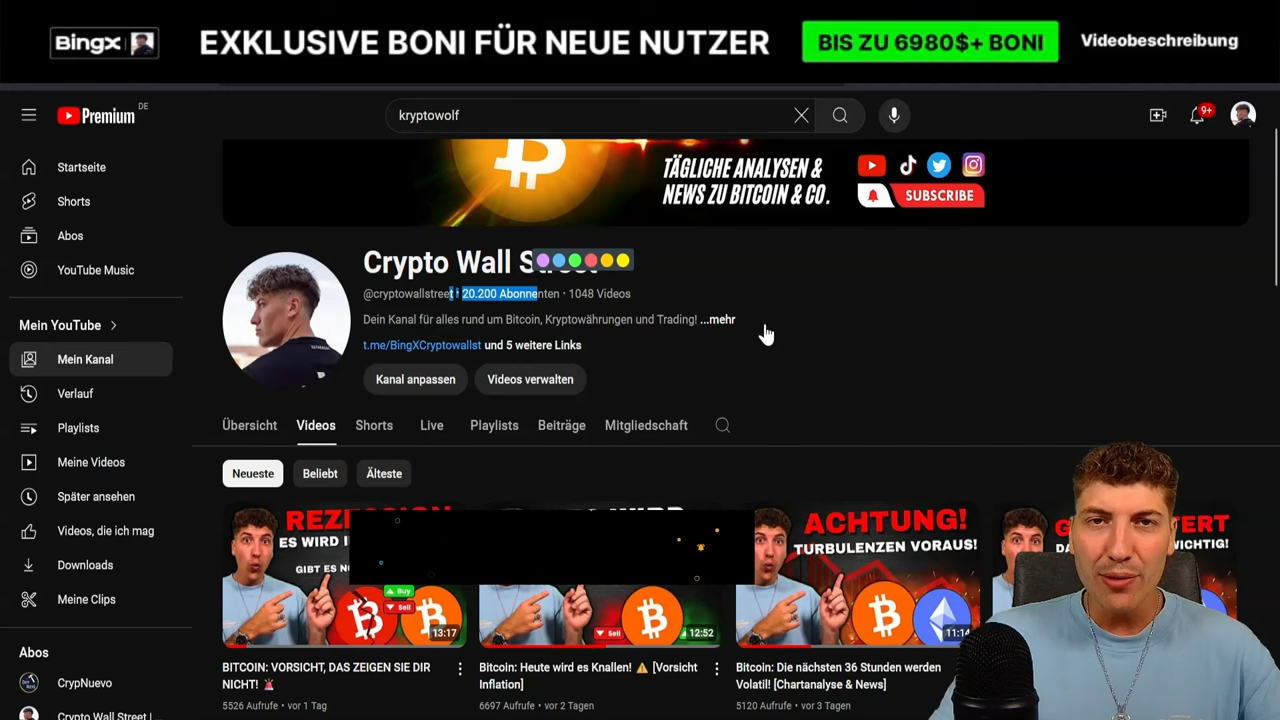 Bingx
EXKLUSIVE BONI FÜR NEUE NUTZER
BIS ZU 6980$+ BONI
Videobeschreibung
Premium DE
kryptowolf
9+
TÄGLICHE ANALYSEN &
NEWS ZU BITCOIN & CO.
SUBSCRIBE
Startseite
Shorts
Abos
YouTube Music
Mein YouTube
Mein Kanal
Verlauf
Playlists
Meine Videos
Später ansehen
Videos, die ich mag
Downloads
Meine Clips
Abos
CrypNuevo
Crypto Wall Street |...
Crypto Wall Street
@cryptowallstreet · 20.200 Abonnenten · 1048 Videos
Dein Kanal für alles rund um Bitcoin, Kryptowährungen und Trading! ...mehr
t.me/BingXCryptowallst und 5 weitere Links
Kanal anpassen
Videos verwalten
Übersicht
Videos
Shorts
Live
Playlists
Beiträge
Mitgliedschaft
Neueste
Beliebt
Älteste
ES WIRD
GIBT ES
Buy
Sell
13:17
BITCOIN: VORSICHT, DAS ZEIGEN SIE DIR
NICHT! 🚨
5526 Aufrufe · vor 1 Tag
Sell
12:52
Bitcoin: Heute wird es Knallen! ⚠️ [Vorsicht
Inflation]
6697 Aufrufe · vor 2 Tagen
ACHTUNG!
TURBULENZEN VORAUS!
11:14
Bitcoin: Die nächsten 36 Stunden werden
Volatil! [Chartanalyse & News]
5120 Aufrufe · vor 3 Tagen